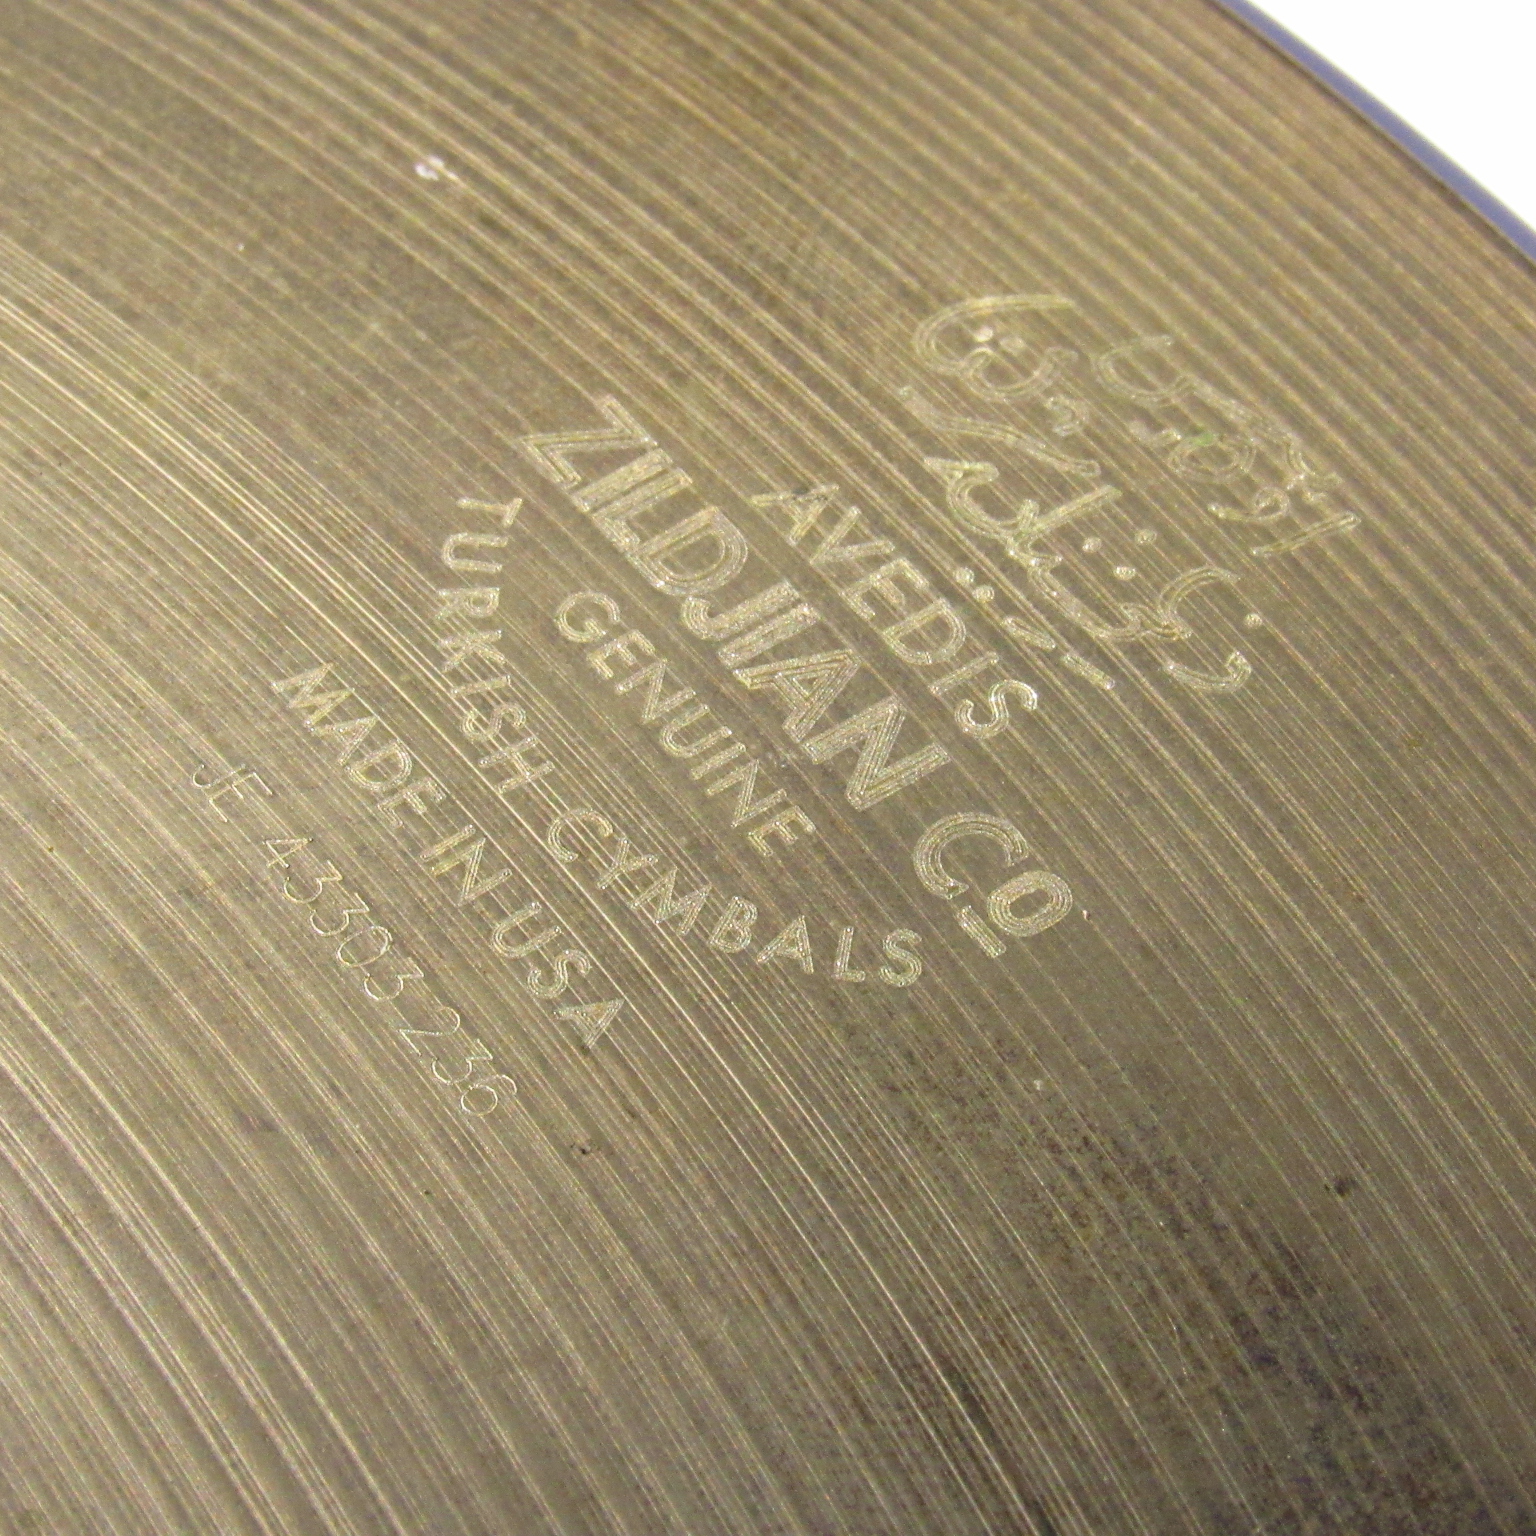 AVEDIS
ZILDJIAN CO
GENUINE
TURKISH CYMBALS
MADE IN USA
JE 43303 236